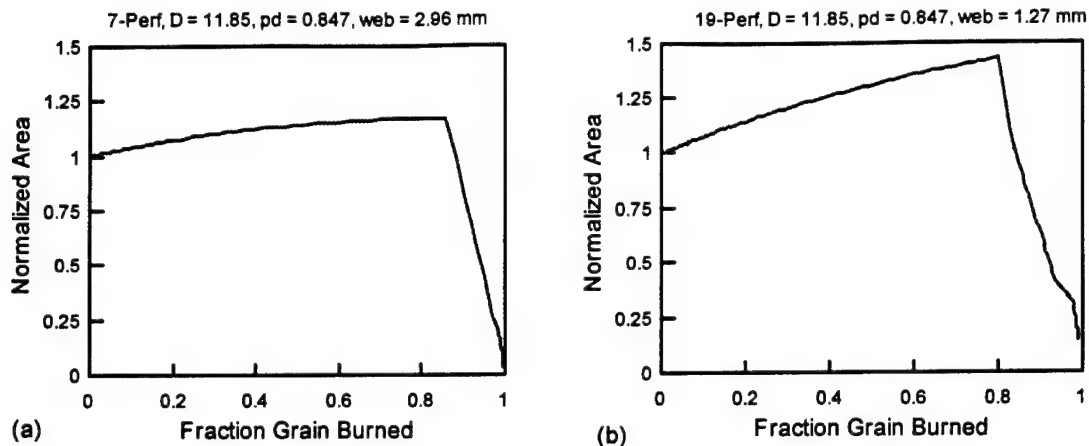 7-Perf, D = 11.85, pd = 0.847, web = 2.96 mm
1.5
1.25
1
0.75
0.5
0.25
0
Normalized Area
0 0.2 0.4 0.6 0.8 1
(a) Fraction Grain Burned
19-Perf, D = 11.85, pd = 0.847, web = 1.27 mm
1.5
1.25
1
0.75
0.5
0.25
0
Normalized Area
0 0.2 0.4 0.6 0.8 1
(b) Fraction Grain Burned